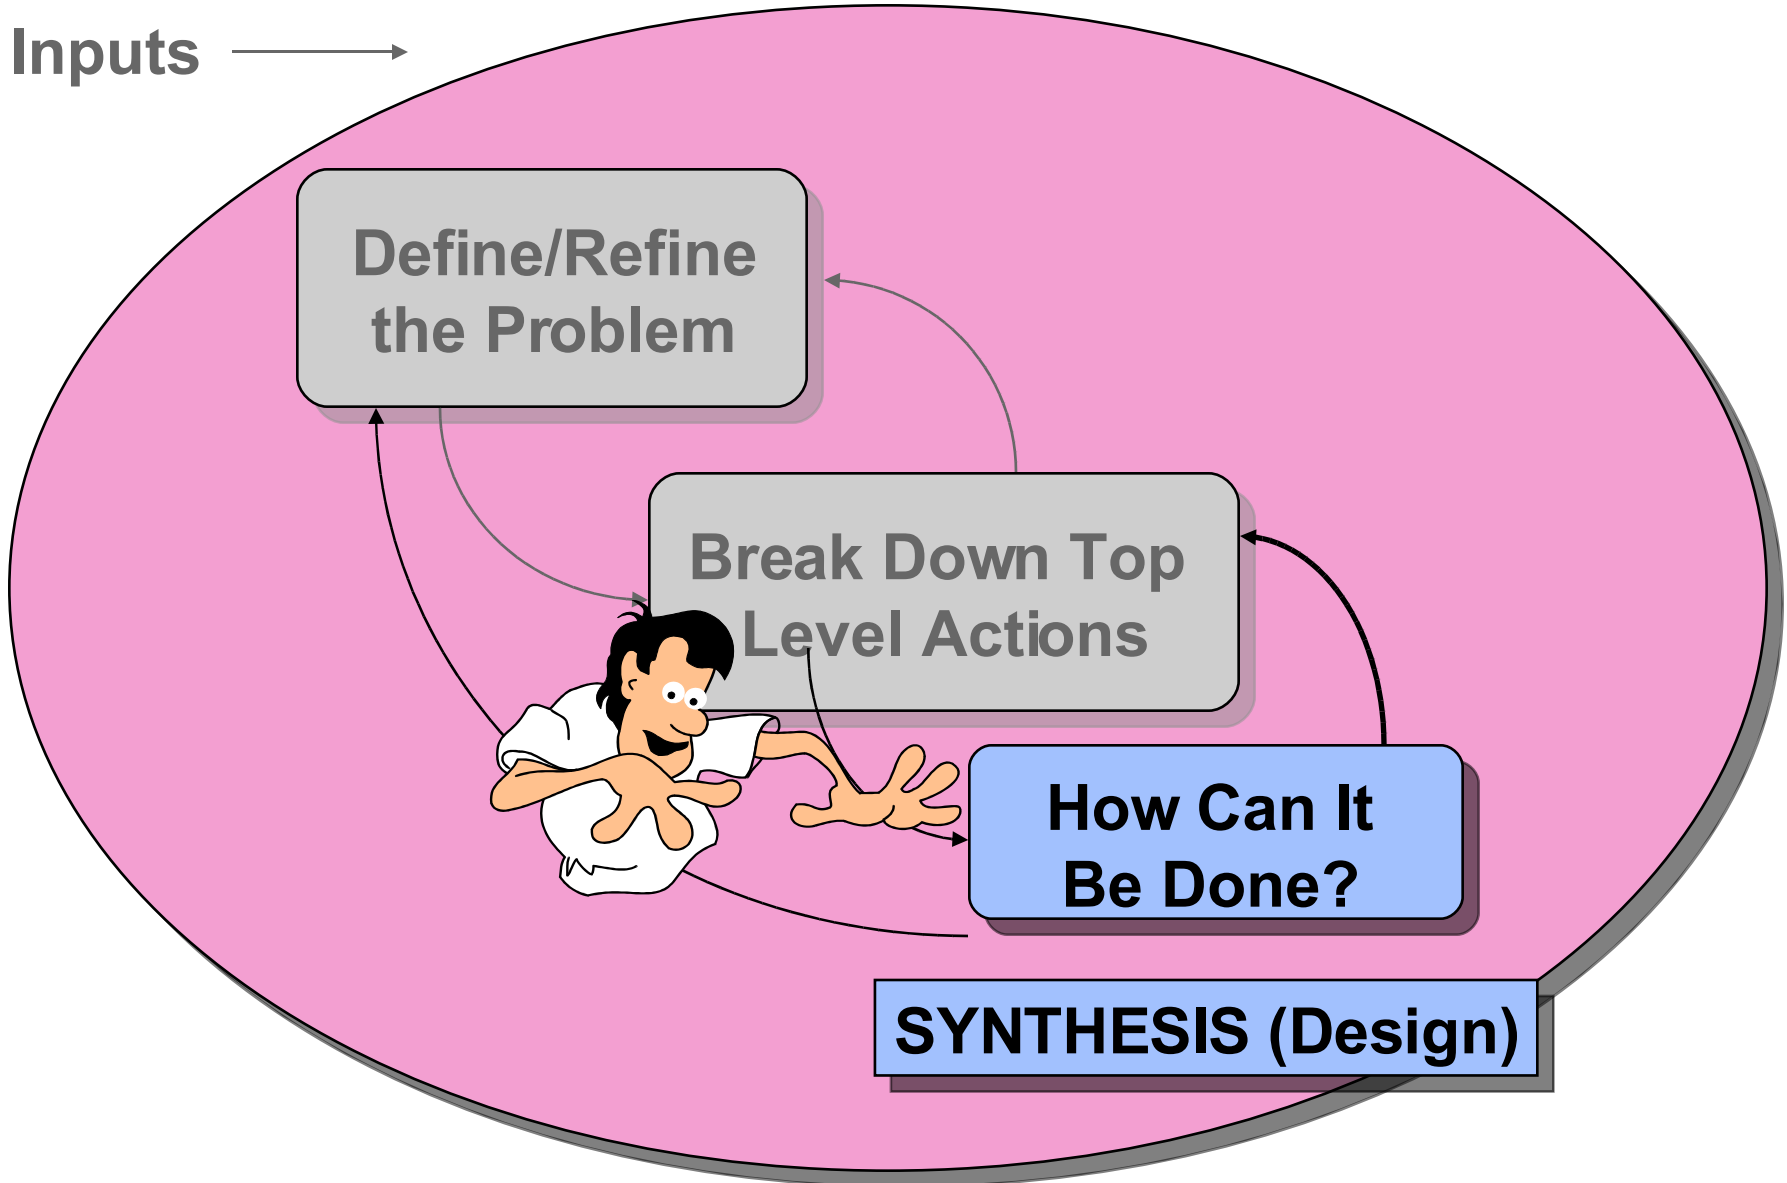 Inputs
Define/Refine
the Problem
Break Down Top
Level Actions
How Can It
Be Done?
SYNTHESIS (Design)